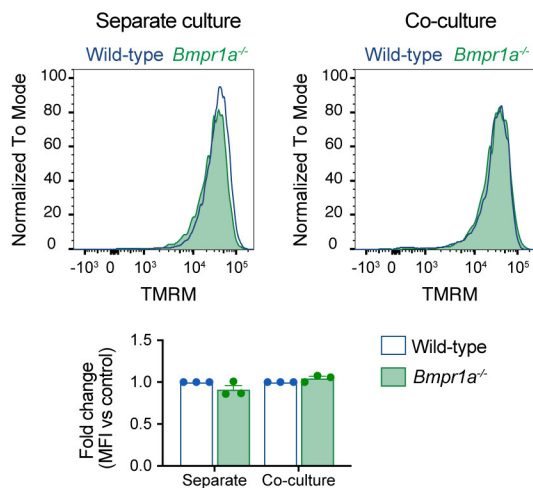 Separate culture
Wild-type Bmpr1a-/-
Normalized To Mode
100
80
60
40
20
0
-10³ 0 10³ 10⁴ 10⁵
TMRM
Co-culture
Wild-type Bmpr1a-/-
Normalized To Mode
100
80
60
40
20
0
-10³ 0 10³ 10⁴ 10⁵
TMRM
Fold change
(MFI vs control)
1.5
1.0
0.5
0.0
Separate Co-culture
Wild-type
Bmpr1a-/-